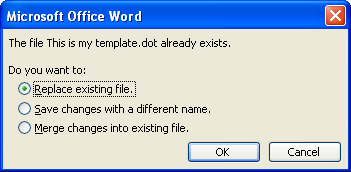 Microsoft Office Word
The file This is my template.dot already exists.
Do you want to:
Replace existing file.
Save changes with a different name.
Merge changes into existing file.
OK Cancel